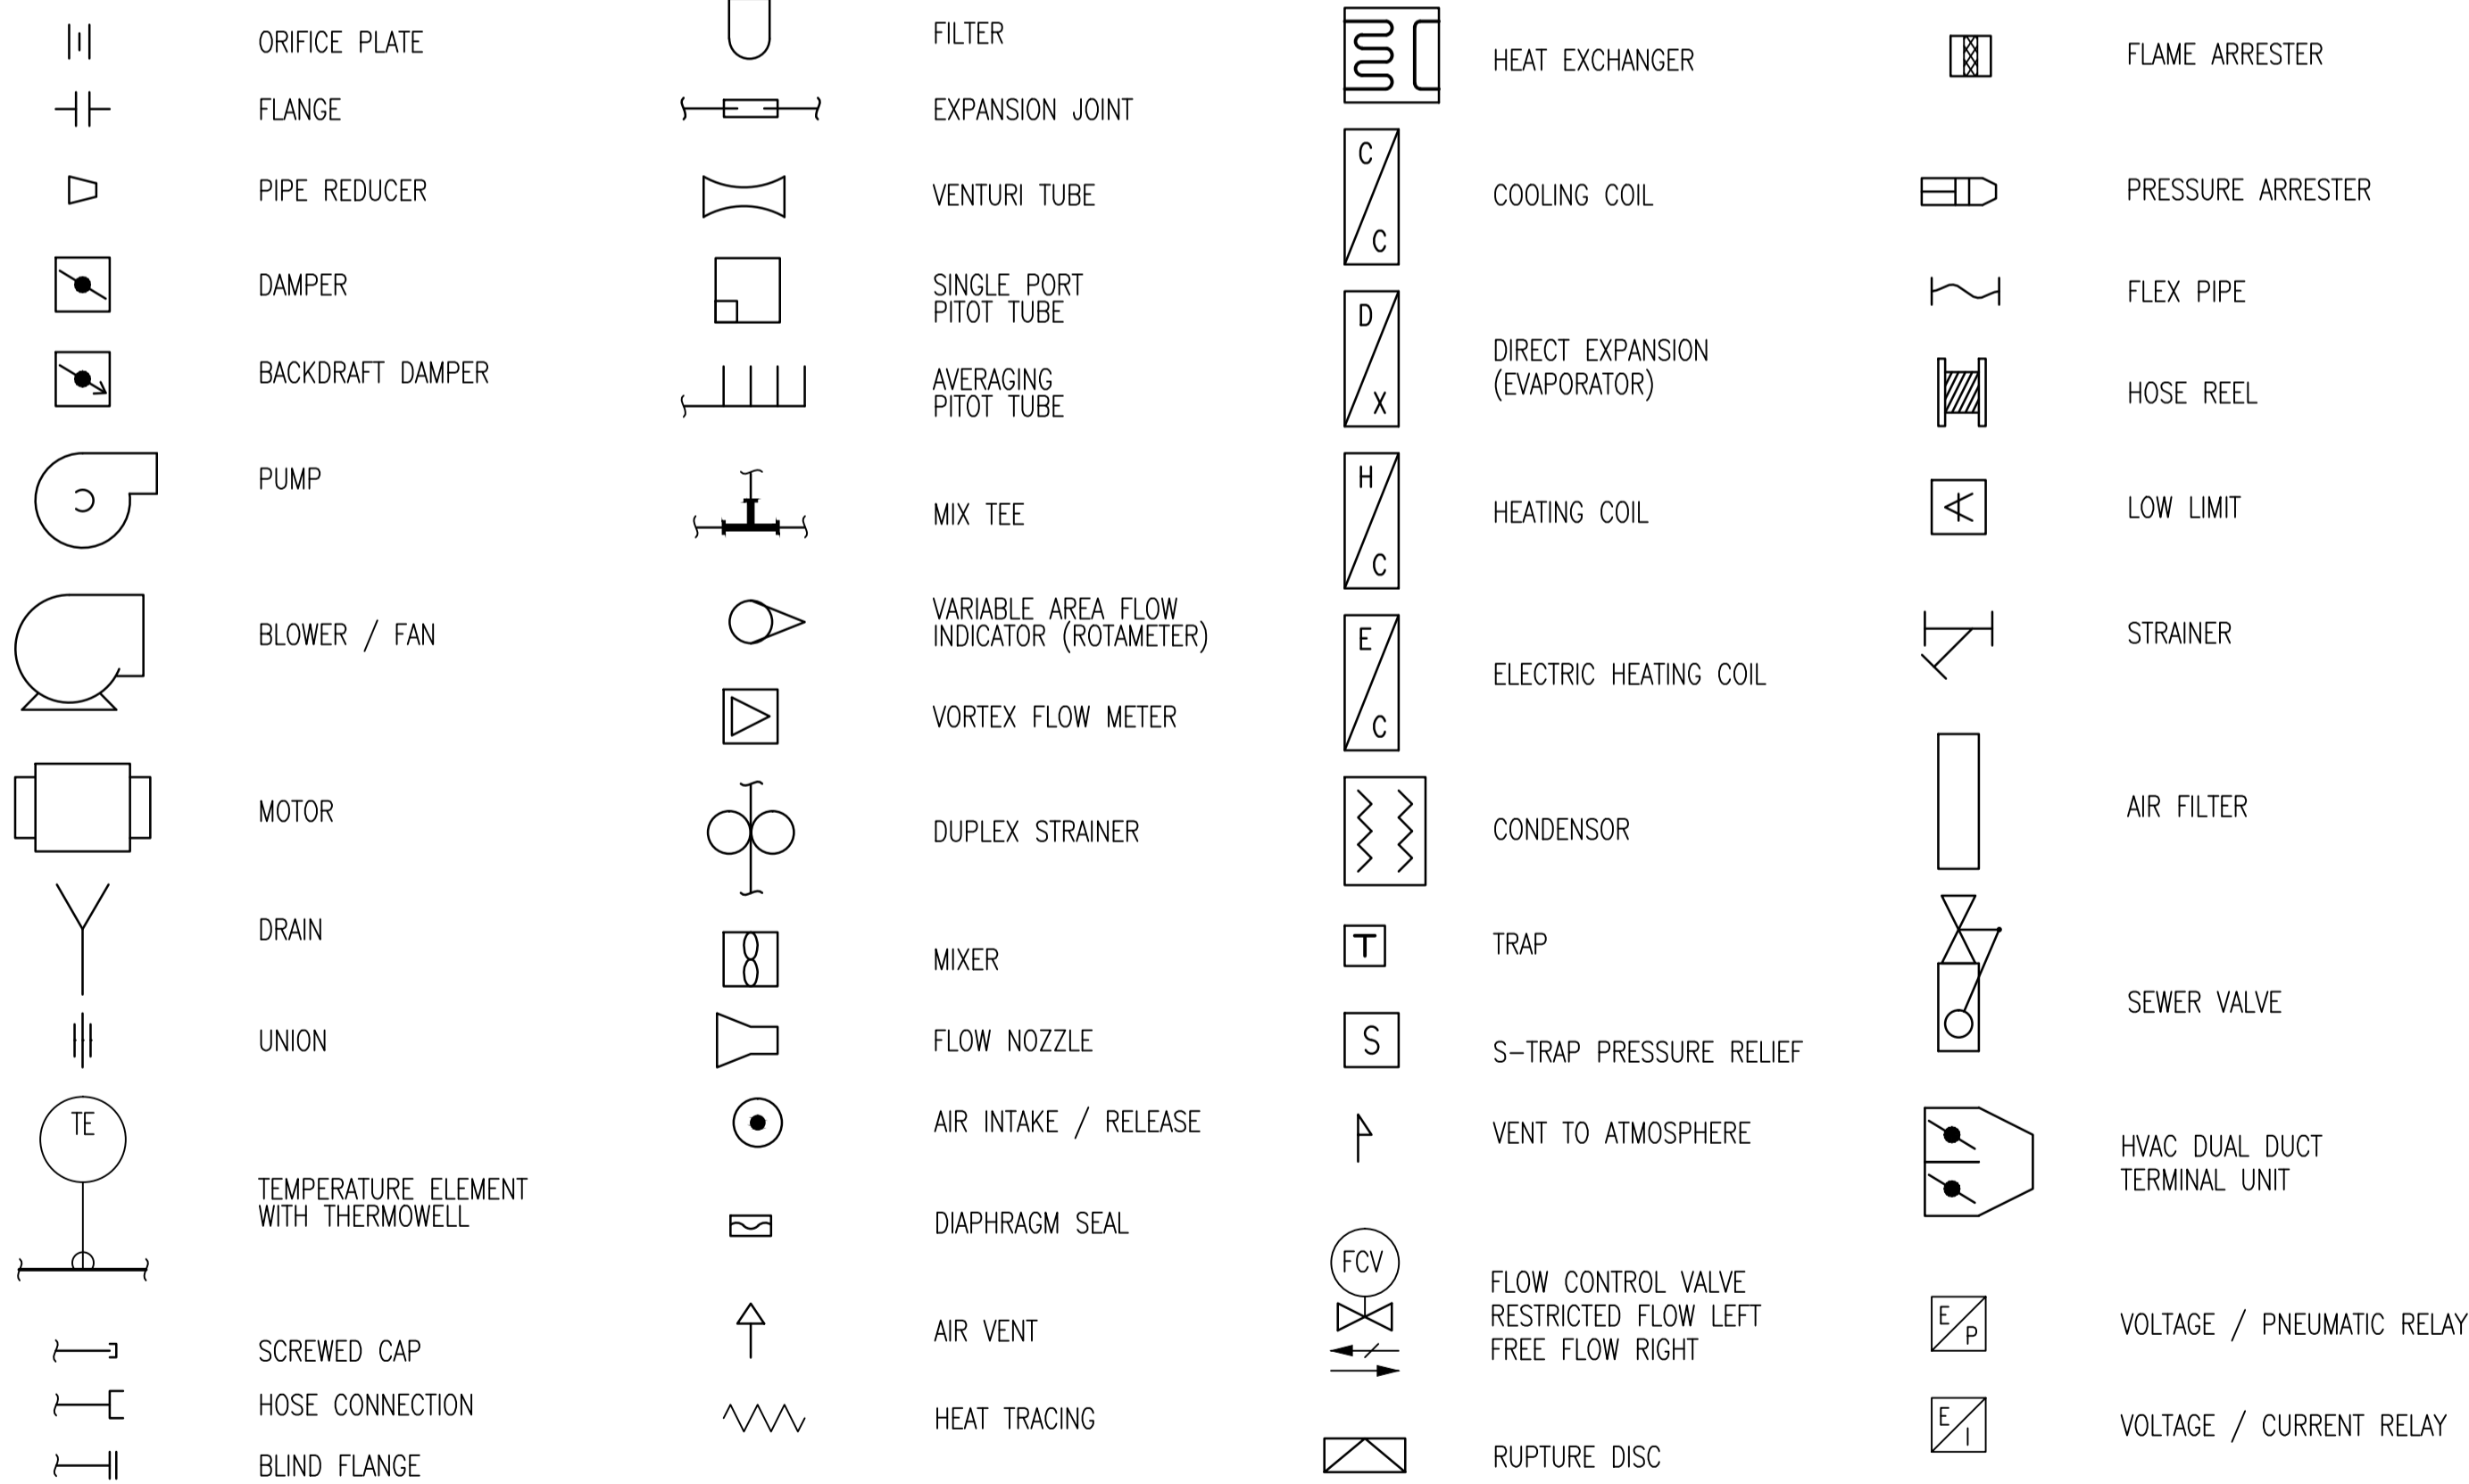 ORIFICE PLATE
FLANGE
PIPE REDUCER
DAMPER
BACKDRAFT DAMPER
PUMP
BLOWER / FAN
MOTOR
DRAIN
UNION
TE
TEMPERATURE ELEMENT
WITH THERMOWELL
SCREWED CAP
HOSE CONNECTION
BLIND FLANGE
FILTER
EXPANSION JOINT
VENTURI TUBE
SINGLE PORT
PITOT TUBE
AVERAGING
PITOT TUBE
MIX TEE
VARIABLE AREA FLOW
INDICATOR (ROTAMETER)
VORTEX FLOW METER
DUPLEX STRAINER
MIXER
FLOW NOZZLE
AIR INTAKE / RELEASE
DIAPHRAGM SEAL
AIR VENT
HEAT TRACING
HEAT EXCHANGER
C
C
COOLING COIL
D
X
DIRECT EXPANSION
(EVAPORATOR)
H
C
HEATING COIL
E
C
ELECTRIC HEATING COIL
CONDENSOR
T
TRAP
S
S-TRAP PRESSURE RELIEF
VENT TO ATMOSPHERE
FCV
FLOW CONTROL VALVE
RESTRICTED FLOW LEFT
FREE FLOW RIGHT
RUPTURE DISC
FLAME ARRESTER
PRESSURE ARRESTER
FLEX PIPE
HOSE REEL
LOW LIMIT
STRAINER
AIR FILTER
SEWER VALVE
HVAC DUAL DUCT
TERMINAL UNIT
E
P
VOLTAGE / PNEUMATIC RELAY
E
I
VOLTAGE / CURRENT RELAY